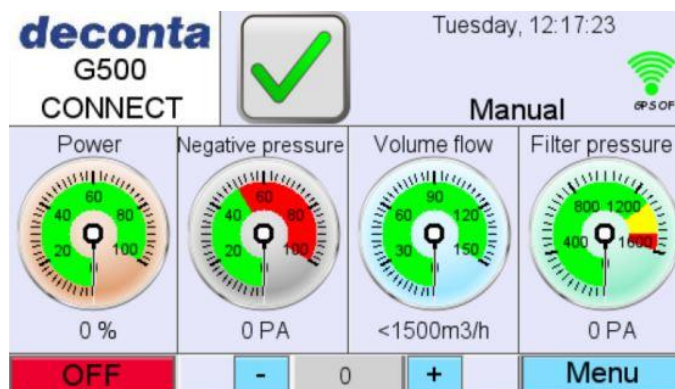 deconta
G500
CONNECT
Tuesday, 12:17:23
Manual
GPS OF
Power
Negative pressure
Volume flow
Filter pressure
20 40 60 80 100
20 40 60 80 100
30 60 90 120 150
400 800 1200 1600
0 %
0 PA
<1500m3/h
0 PA
OFF
-
0
+
Menu